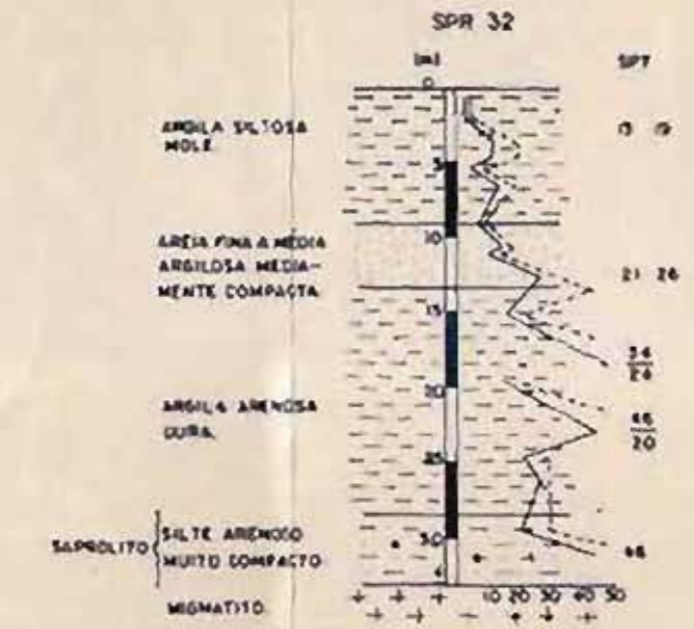 SPR 32
(m)
SPT
0
ARGILA SILTOSA
MOLE
5
10
AREIA FINA A MÉDIA
ARGILOSA MEDIA-
MENTE COMPACTA
21 26
15
34
24
20
ARGILA ARENOSA
DURA
46
20
25
SAPROLITO
SILTE ARENOSO
MUITO COMPACTO
30
46
MIGMATITO
10 20 30 40 50